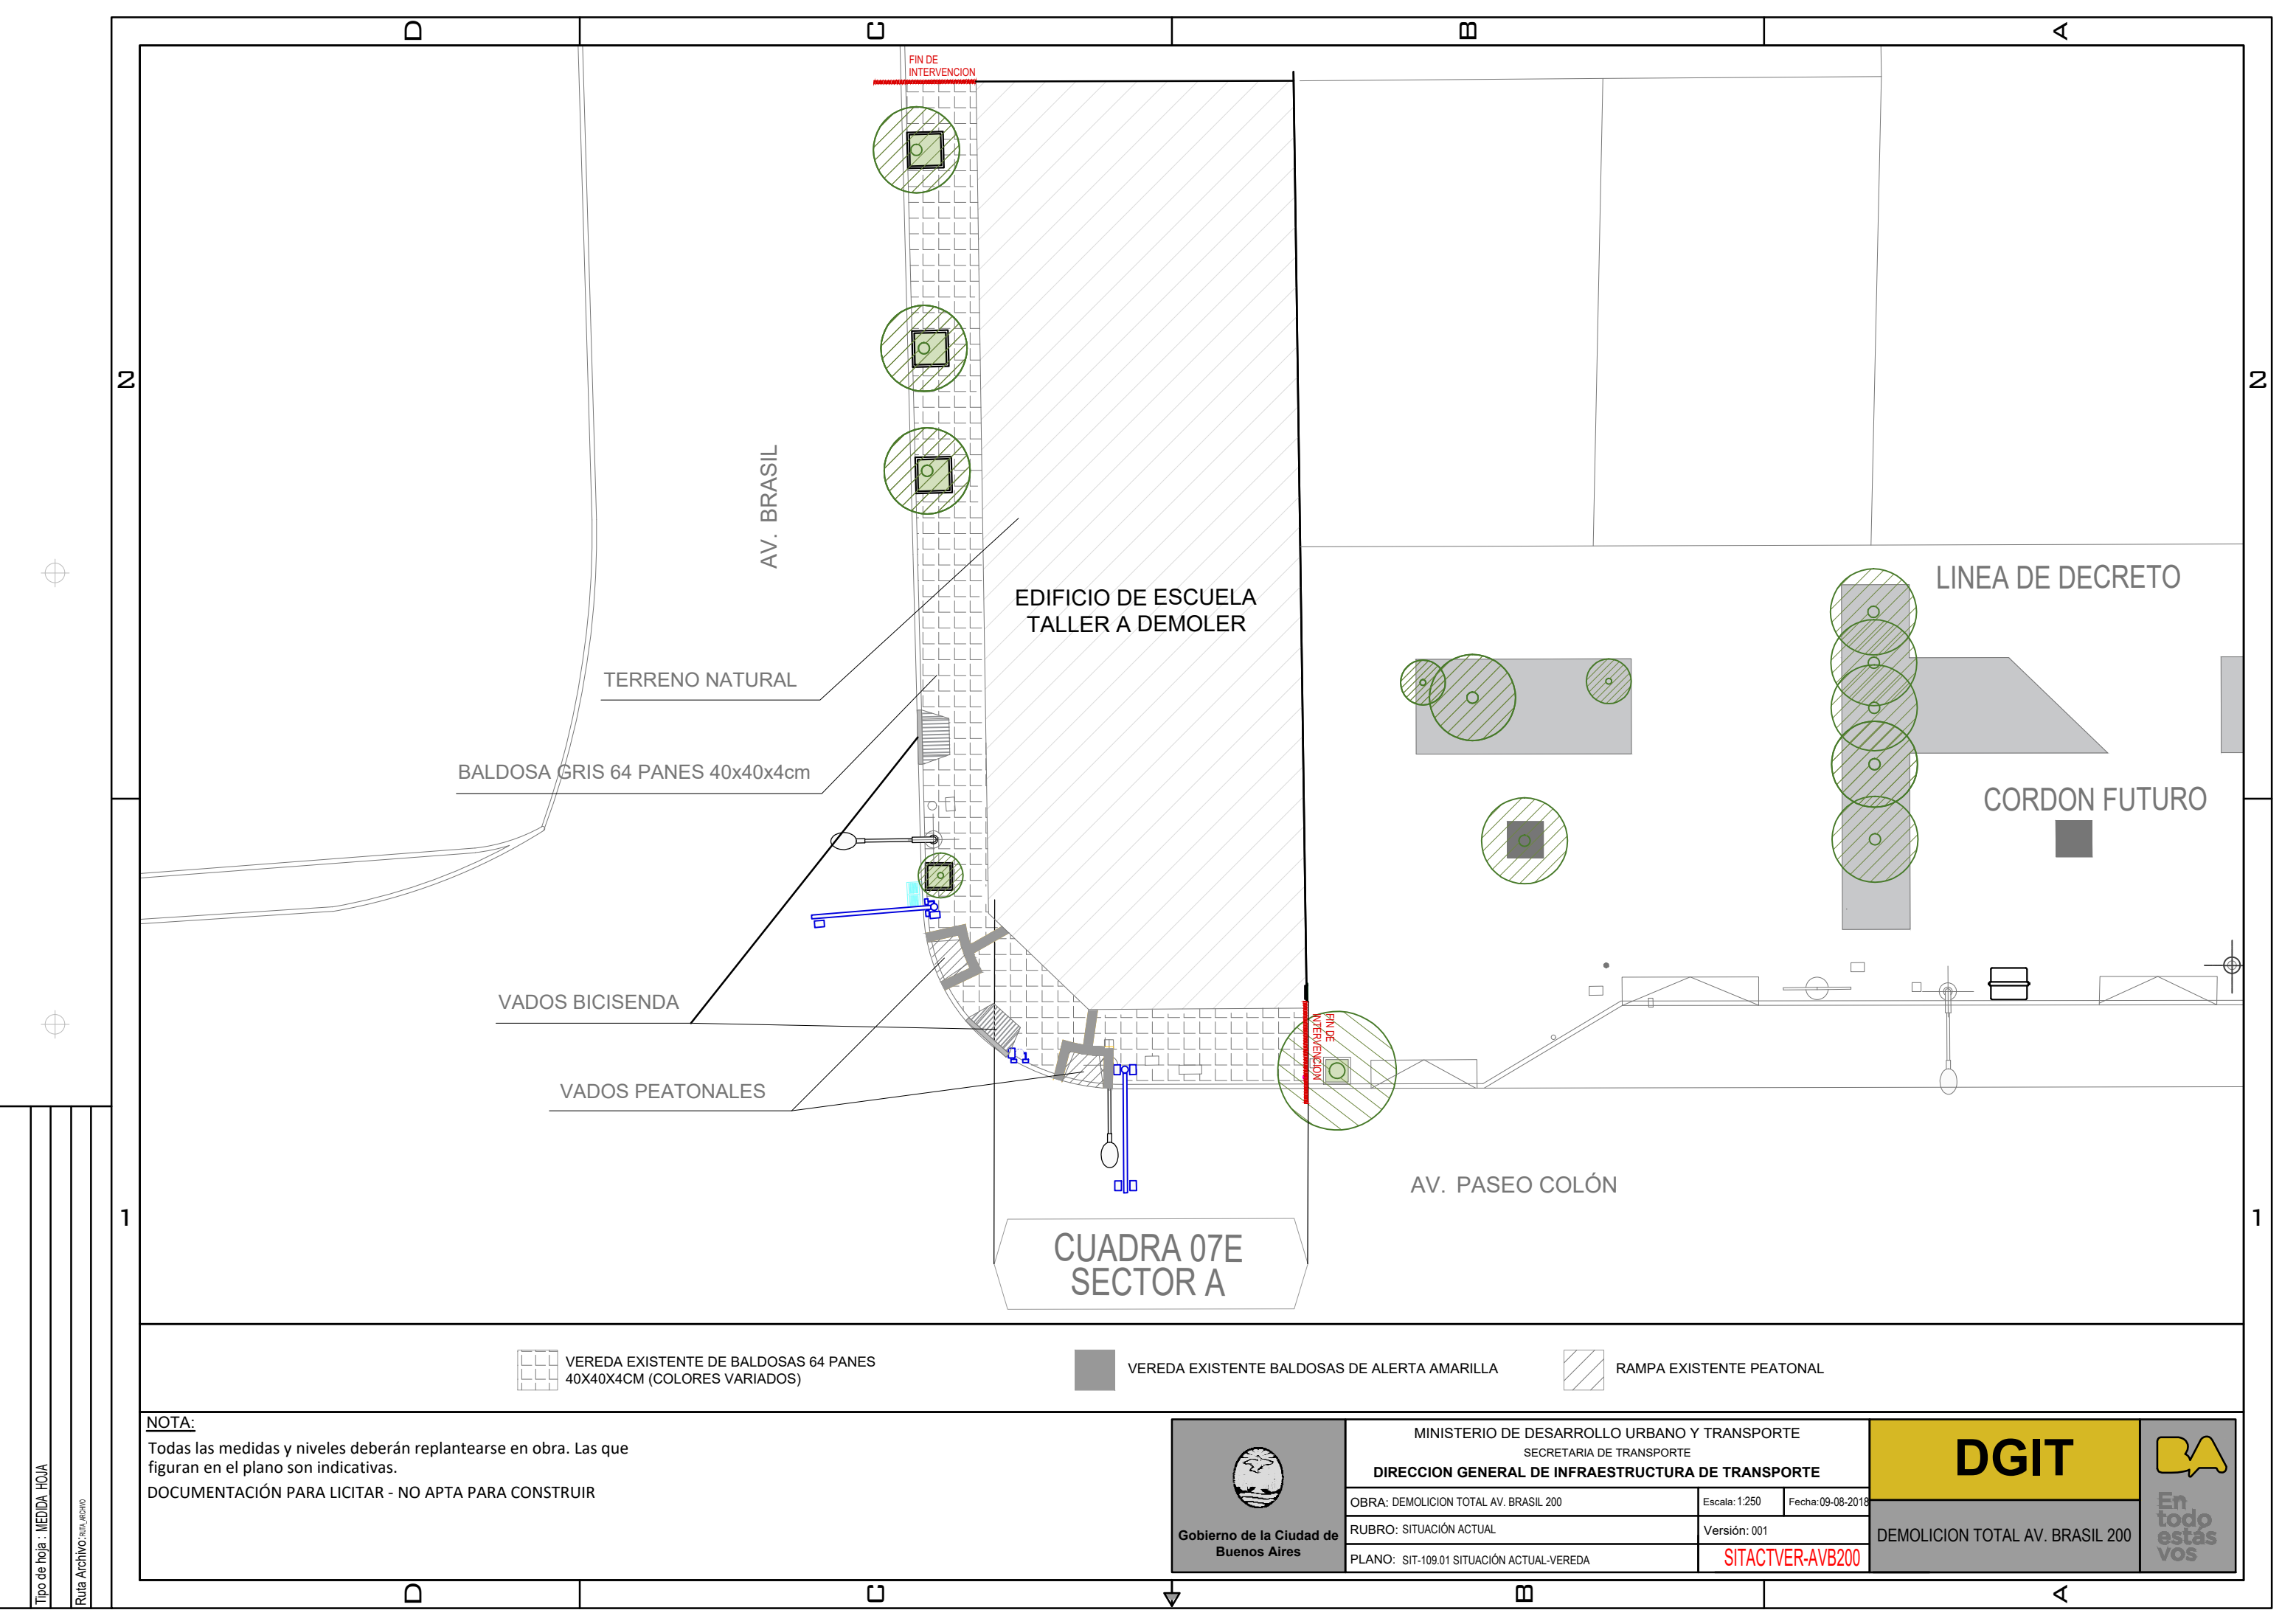 D
C
B
A
FIN DE
INTERVENCION
2
2
AV. BRASIL
EDIFICIO DE ESCUELA
TALLER A DEMOLER
LINEA DE DECRETO
TERRENO NATURAL
BALDOSA GRIS 64 PANES 40x40x4cm
CORDON FUTURO
VADOS BICISENDA
FIN DE
INTERVENCION
VADOS PEATONALES
AV. PASEO COLÓN
1
1
CUADRA 07E
SECTOR A
VEREDA EXISTENTE DE BALDOSAS 64 PANES
40X40X4CM (COLORES VARIADOS)
VEREDA EXISTENTE BALDOSAS DE ALERTA AMARILLA
RAMPA EXISTENTE PEATONAL
NOTA:
Todas las medidas y niveles deberán replantearse en obra. Las que
figuran en el plano son indicativas.
DOCUMENTACIÓN PARA LICITAR - NO APTA PARA CONSTRUIR
Gobierno de la Ciudad de
Buenos Aires
MINISTERIO DE DESARROLLO URBANO Y TRANSPORTE
SECRETARIA DE TRANSPORTE
DIRECCION GENERAL DE INFRAESTRUCTURA DE TRANSPORTE
OBRA: DEMOLICION TOTAL AV. BRASIL 200
Escala: 1:250
Fecha: 09-08-2018
RUBRO: SITUACIÓN ACTUAL
Versión: 001
PLANO: SIT-109.01 SITUACIÓN ACTUAL-VEREDA
SITACTVER-AVB200
DGIT
DEMOLICION TOTAL AV. BRASIL 200
BA
En
todo
estás
vos
Tipo de hoja : MEDIDA HOJA
Ruta Archivo: RUTA_ARCHIVO
D
C
B
A